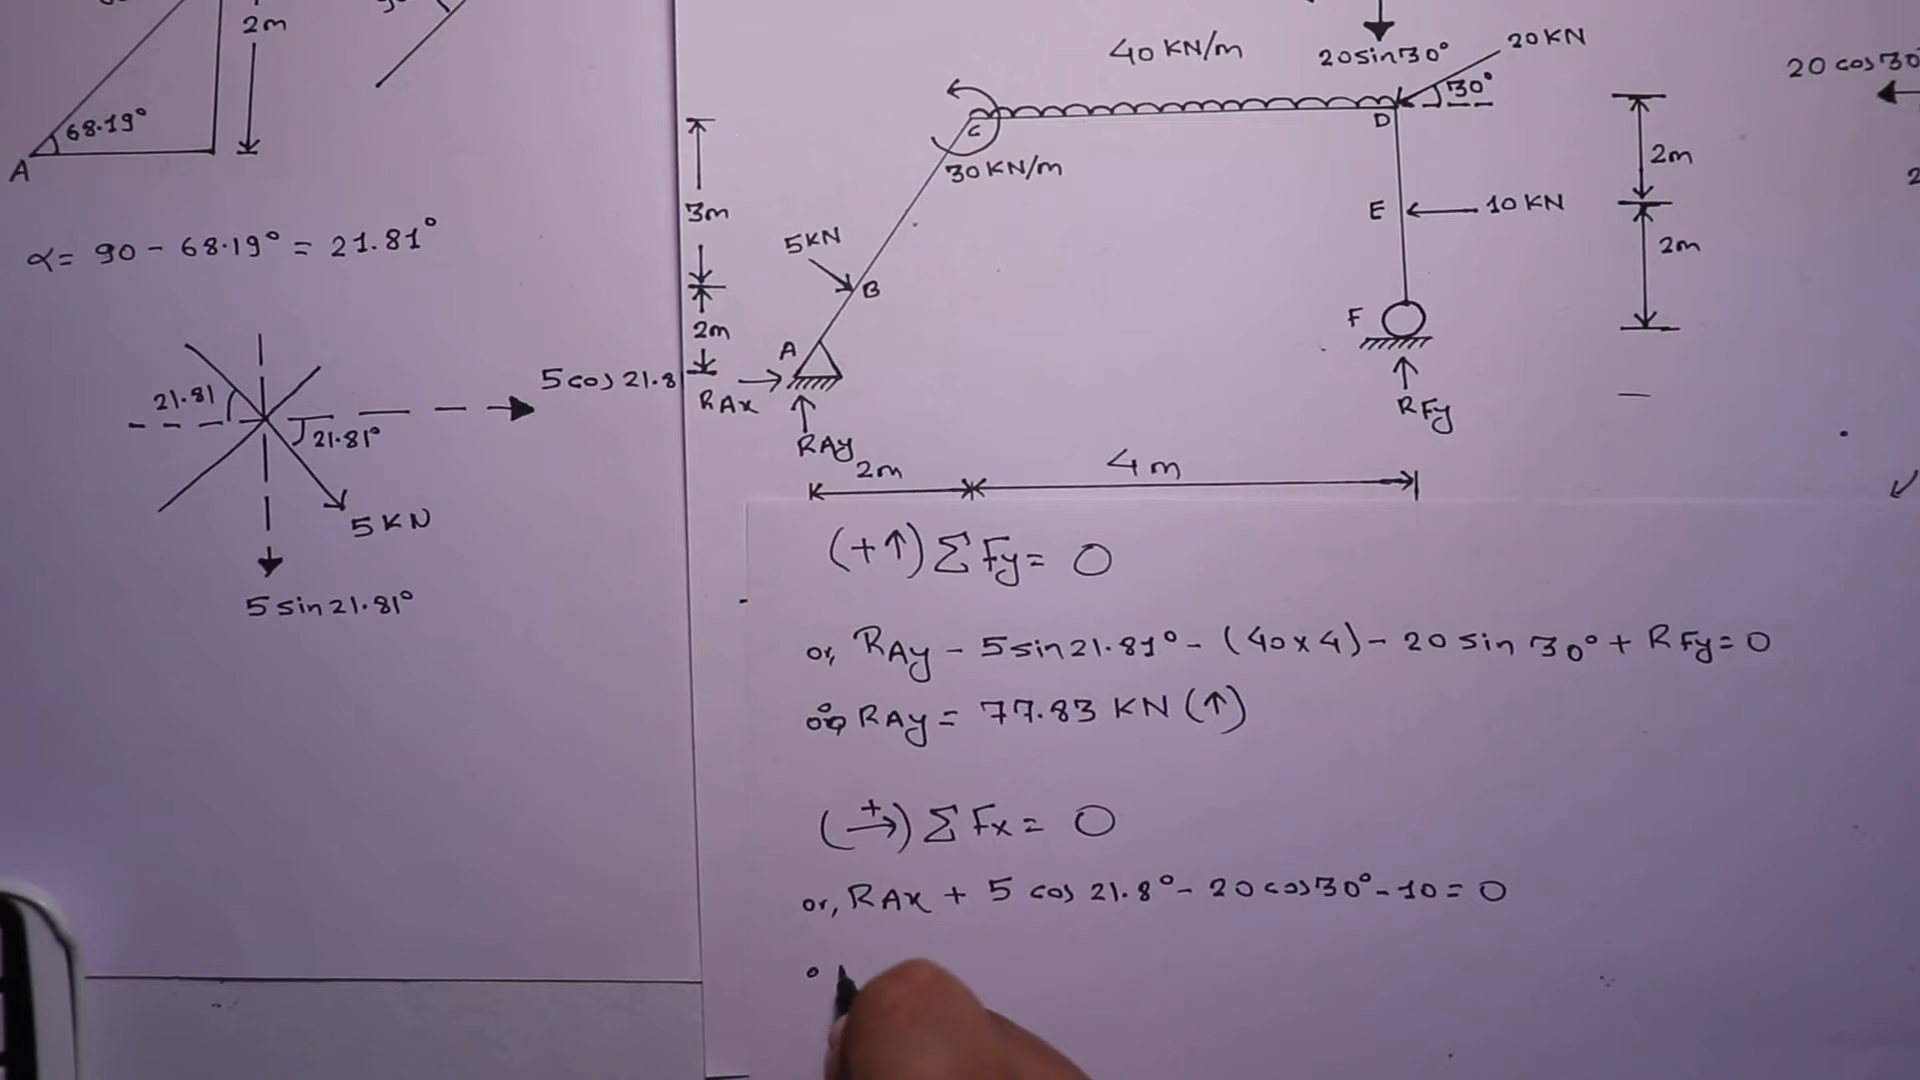 2m
68.19°
A
α = 90 - 68.19° = 21.81°
21.81
21.81°
5 cos 21.8
5 KN
5 sin 21.81°
40 KN/m
20 sin 30°
20 KN
30°
20 cos 30°
C
D
30 KN/m
3m
2m
5KN
B
A
RAx
RAy
E
10 KN
F
RFy
2m
2m
2m
4 m
(+↑) Σ Fy = 0
or, RAy - 5 sin 21.81° - (40 x 4) - 20 sin 30° + RFy = 0
RAy = 77.83 KN (↑)
(→+) Σ Fx = 0
or, RAx + 5 cos 21.8° - 20 cos 30° - 10 = 0